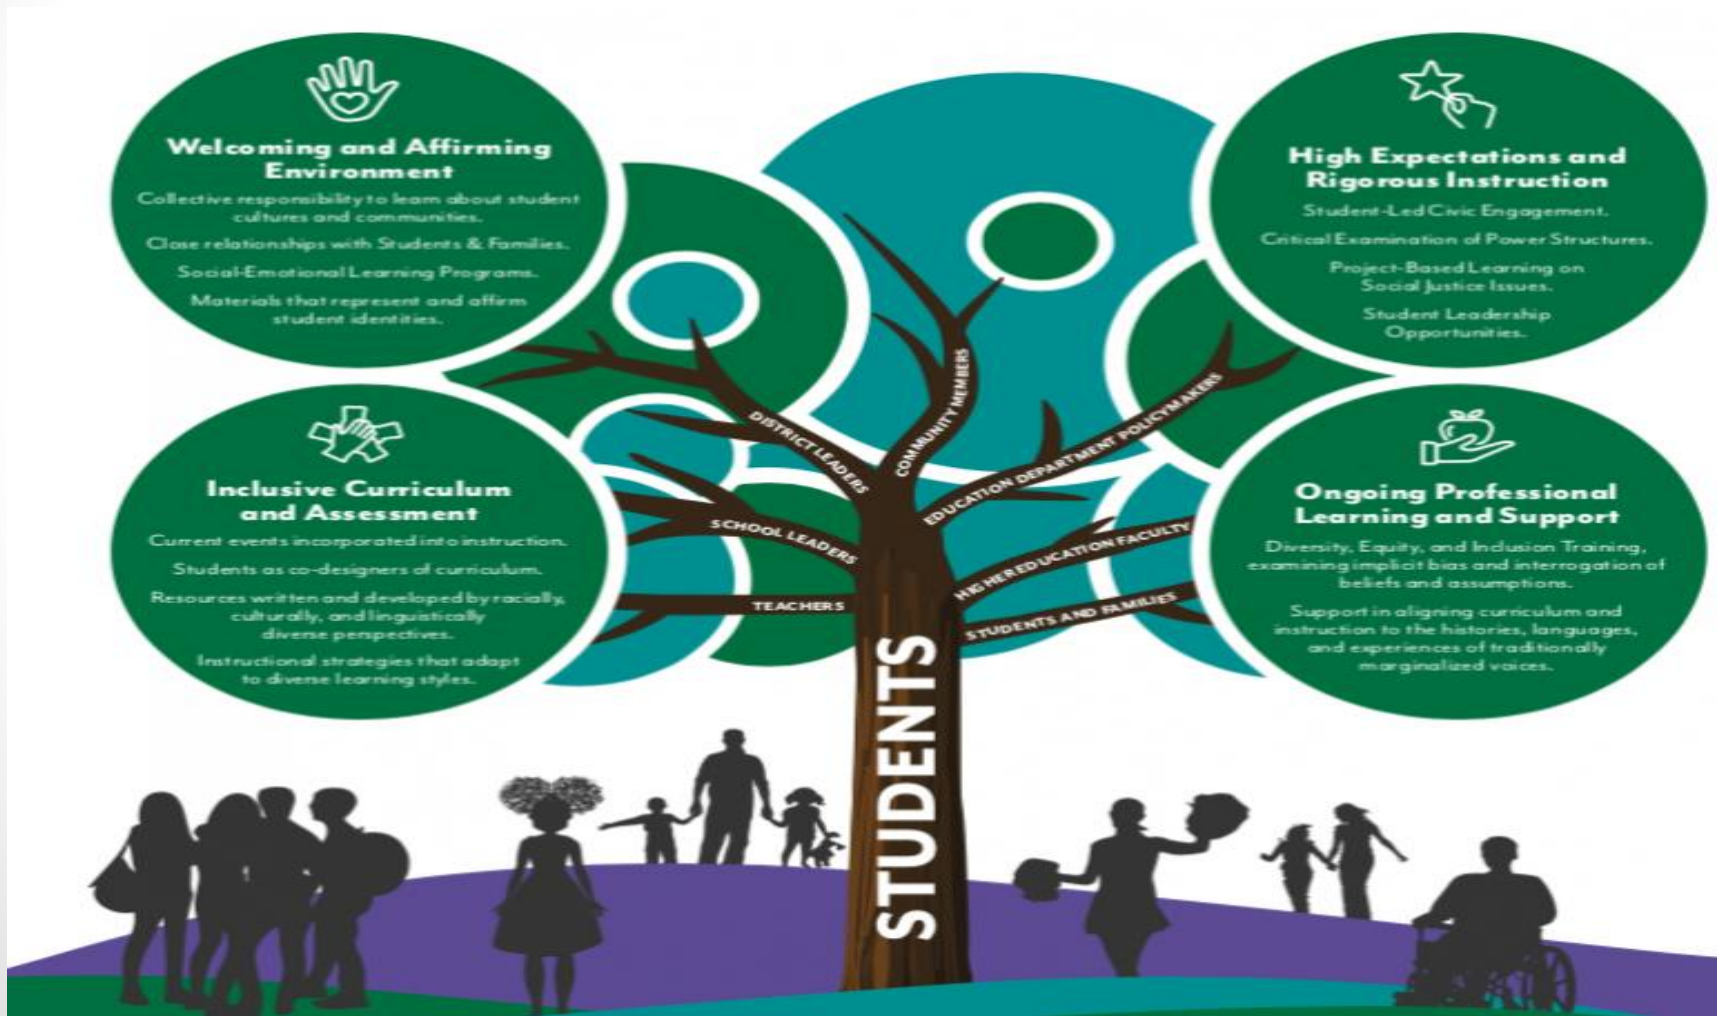 Welcoming and Affirming
Environment
Collective responsibility to learn about student
cultures and communities.
Close relationships with Students & Families.
Social-Emotional Learning Programs.
Materials that represent and affirm
student identities.
High Expectations and
Rigorous Instruction
Student-Led Civic Engagement.
Critical Examination of Power Structures.
Project-Based Learning on
Social Justice Issues.
Student Leadership
Opportunities.
Inclusive Curriculum
and Assessment
Current events incorporated into instruction.
Students as co-designers of curriculum.
Resources written and developed by racially,
culturally, and linguistically
diverse perspectives.
Instructional strategies that adapt
to diverse learning styles.
Ongoing Professional
Learning and Support
Diversity, Equity, and Inclusion Training,
examining implicit bias and interrogation of
beliefs and assumptions.
Support in aligning curriculum and
instruction to the histories, languages,
and experiences of traditionally
marginalized voices.
DISTRICT LEADERS
COMMUNITY MEMBERS
EDUCATION DEPARTMENT POLICYMAKERS
SCHOOL LEADERS
HIGHER EDUCATION FACULTY
TEACHERS
STUDENTS AND FAMILIES
STUDENTS